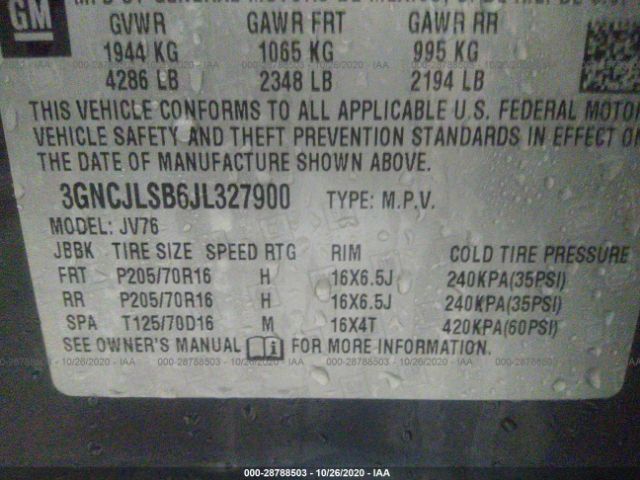 GM
GVWR GAWR FRT GAWR RR
1944 KG 1065 KG 995 KG
4286 LB 2348 LB 2194 LB
THIS VEHICLE CONFORMS TO ALL APPLICABLE U.S. FEDERAL MOTOR
VEHICLE SAFETY AND THEFT PREVENTION STANDARDS IN EFFECT O
THE DATE OF MANUFACTURE SHOWN ABOVE.
3GNCJLSB6JL327900 TYPE: M.P.V.
MODEL: JV76
JBBK TIRE SIZE SPEED RTG RIM COLD TIRE PRESSURE
FRT P205/70R16 H 16X6.5J 240KPA(35PSI)
RR P205/70R16 H 16X6.5J 240KPA(35PSI)
SPA T125/70D16 M 16X4T 420KPA(60PSI)
SEE OWNER'S MANUAL FOR MORE INFORMATION.
000-28788503 - 10/26/2020 - IAA